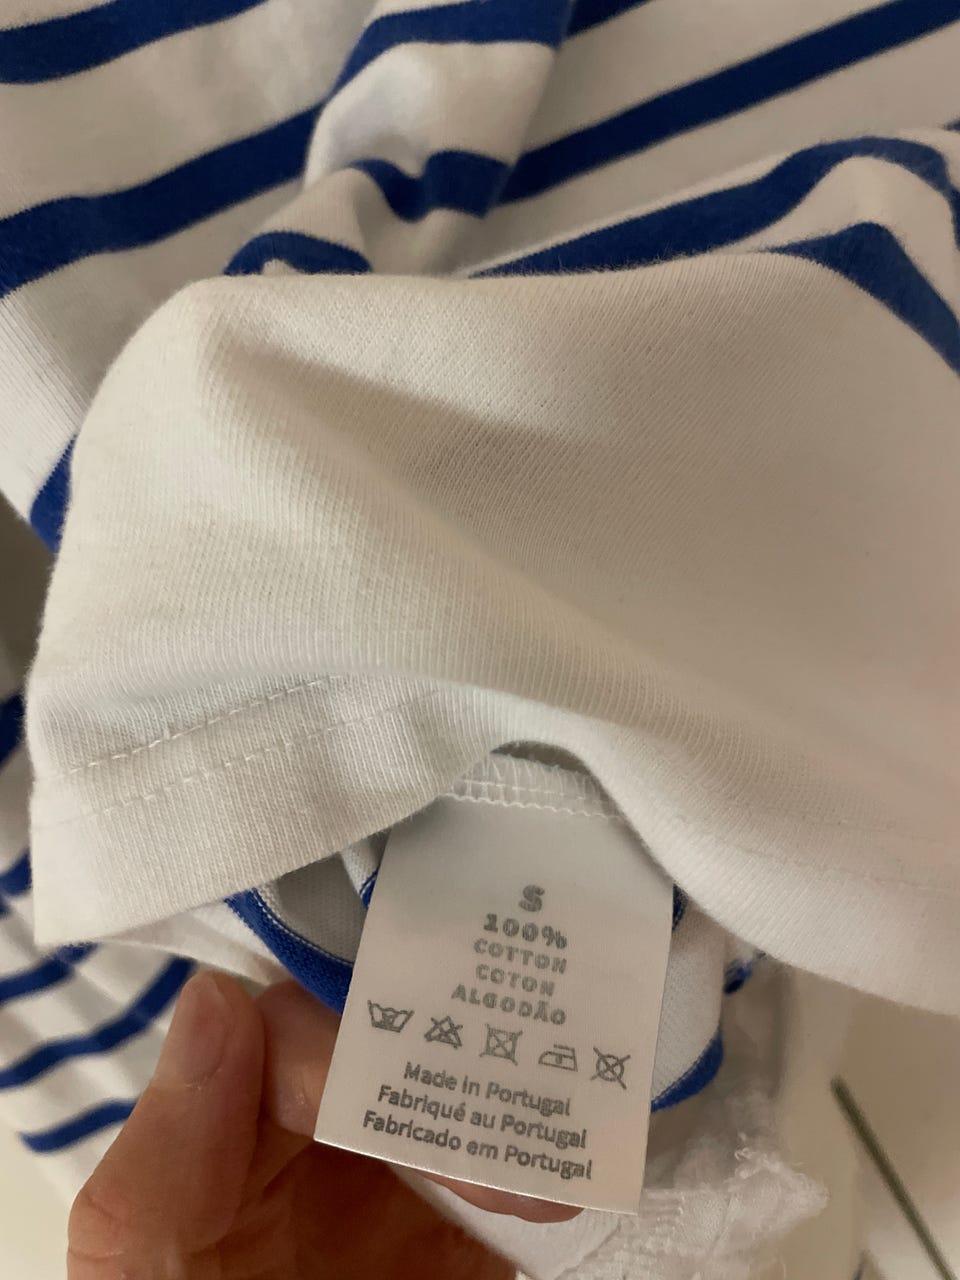 S
100%
COTTON
COTON
ALGODÃO
Made in Portugal
Fabriqué au Portugal
Fabricado em Portugal